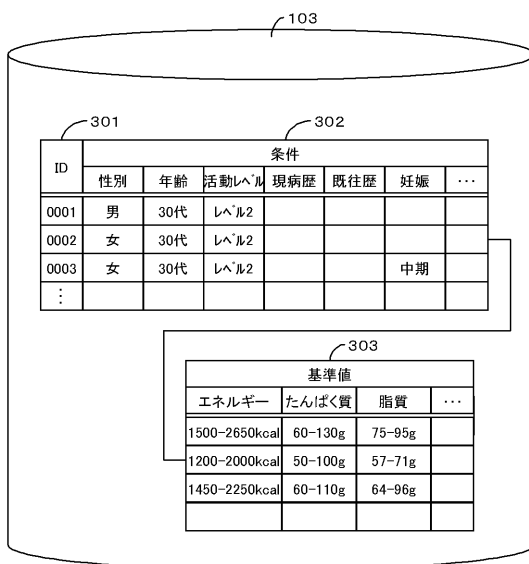 103
301
302
ID
条件
性別 年齢 活動レベル 現病歴 既往歴 妊娠 ···
0001 男 30代 レベル2
0002 女 30代 レベル2
0003 女 30代 レベル2 中期
⋮
303
基準値
エネルギー たんぱく質 脂質 ···
1500-2650kcal 60-130g 75-95g
1200-2000kcal 50-100g 57-71g
1450-2250kcal 60-110g 64-96g